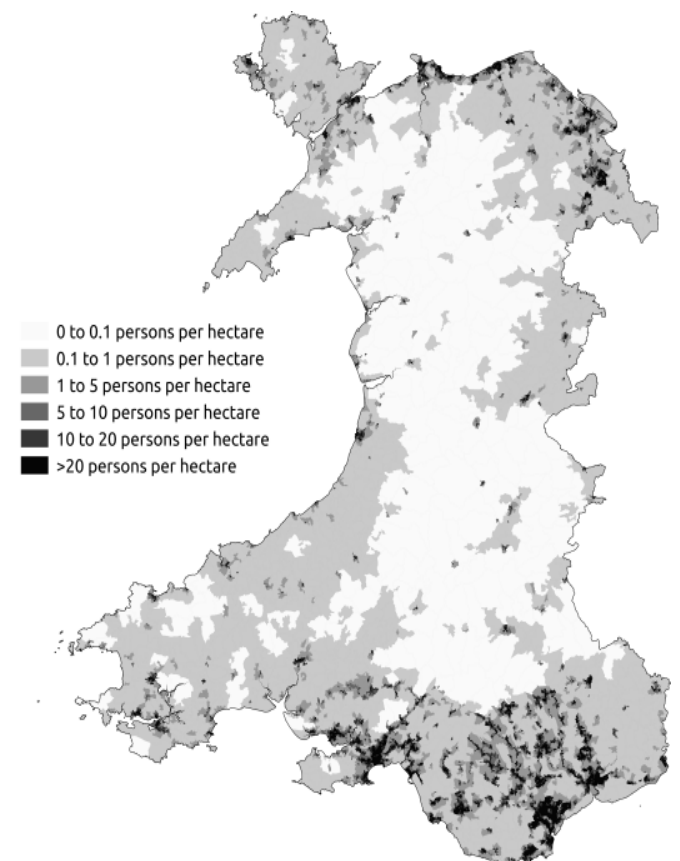 0 to 0.1 persons per hectare
0.1 to 1 persons per hectare
1 to 5 persons per hectare
5 to 10 persons per hectare
10 to 20 persons per hectare
>20 persons per hectare